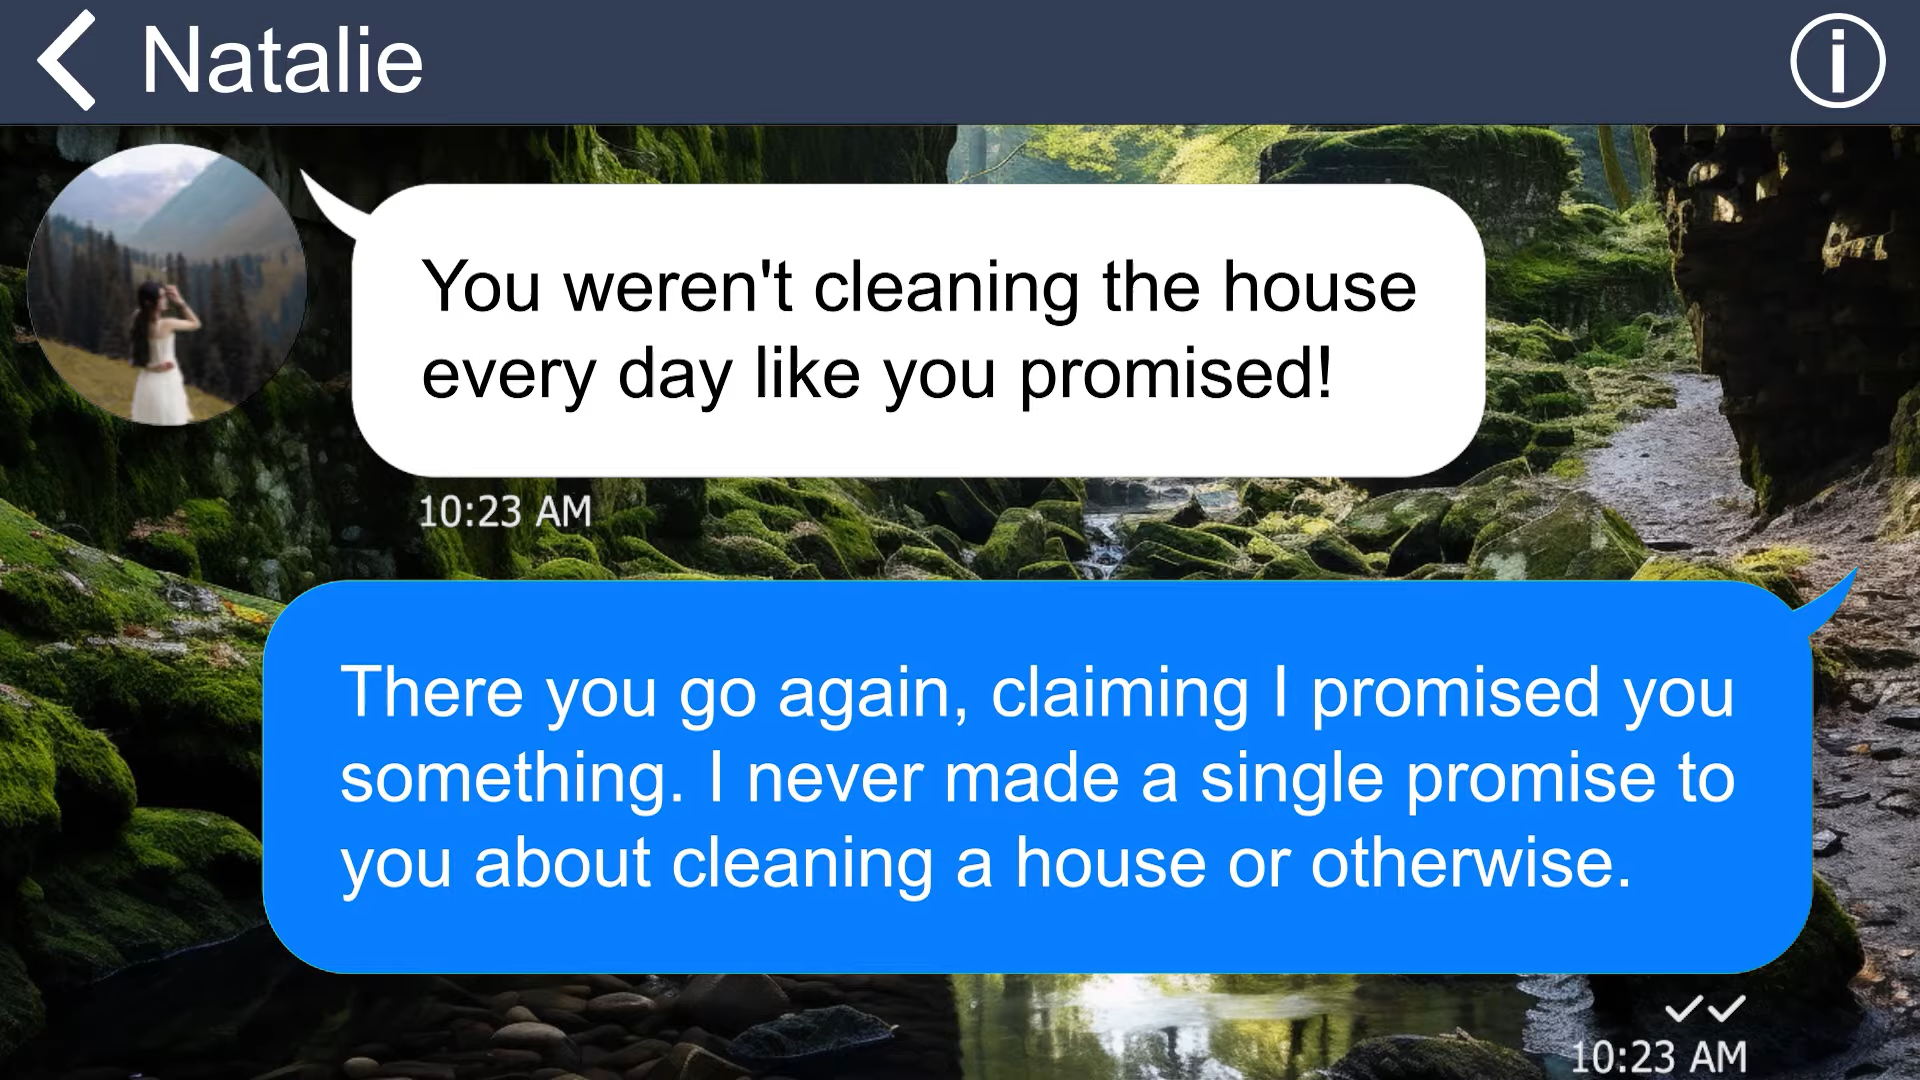 Natalie
You weren't cleaning the house
every day like you promised!
10:23 AM
There you go again, claiming I promised you
something. I never made a single promise to
you about cleaning a house or otherwise.
10:23 AM